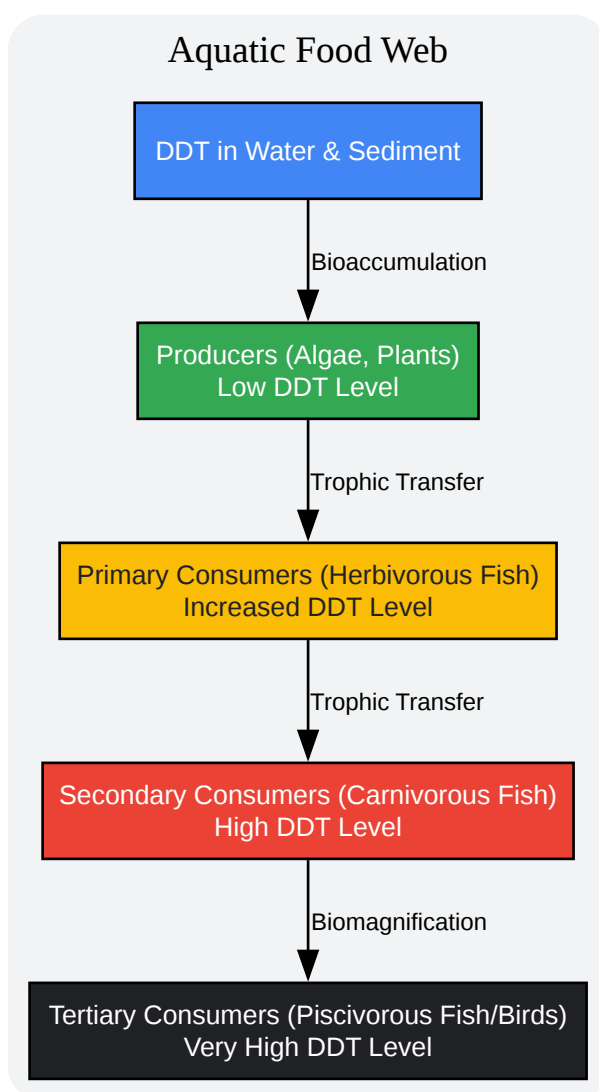 Aquatic Food Web
DDT in Water & Sediment
Bioaccumulation
Producers (Algae, Plants)
Low DDT Level
Trophic Transfer
Primary Consumers (Herbivorous Fish)
Increased DDT Level
Trophic Transfer
Secondary Consumers (Carnivorous Fish)
High DDT Level
Biomagnification
Tertiary Consumers (Piscivorous Fish/Birds)
Very High DDT Level